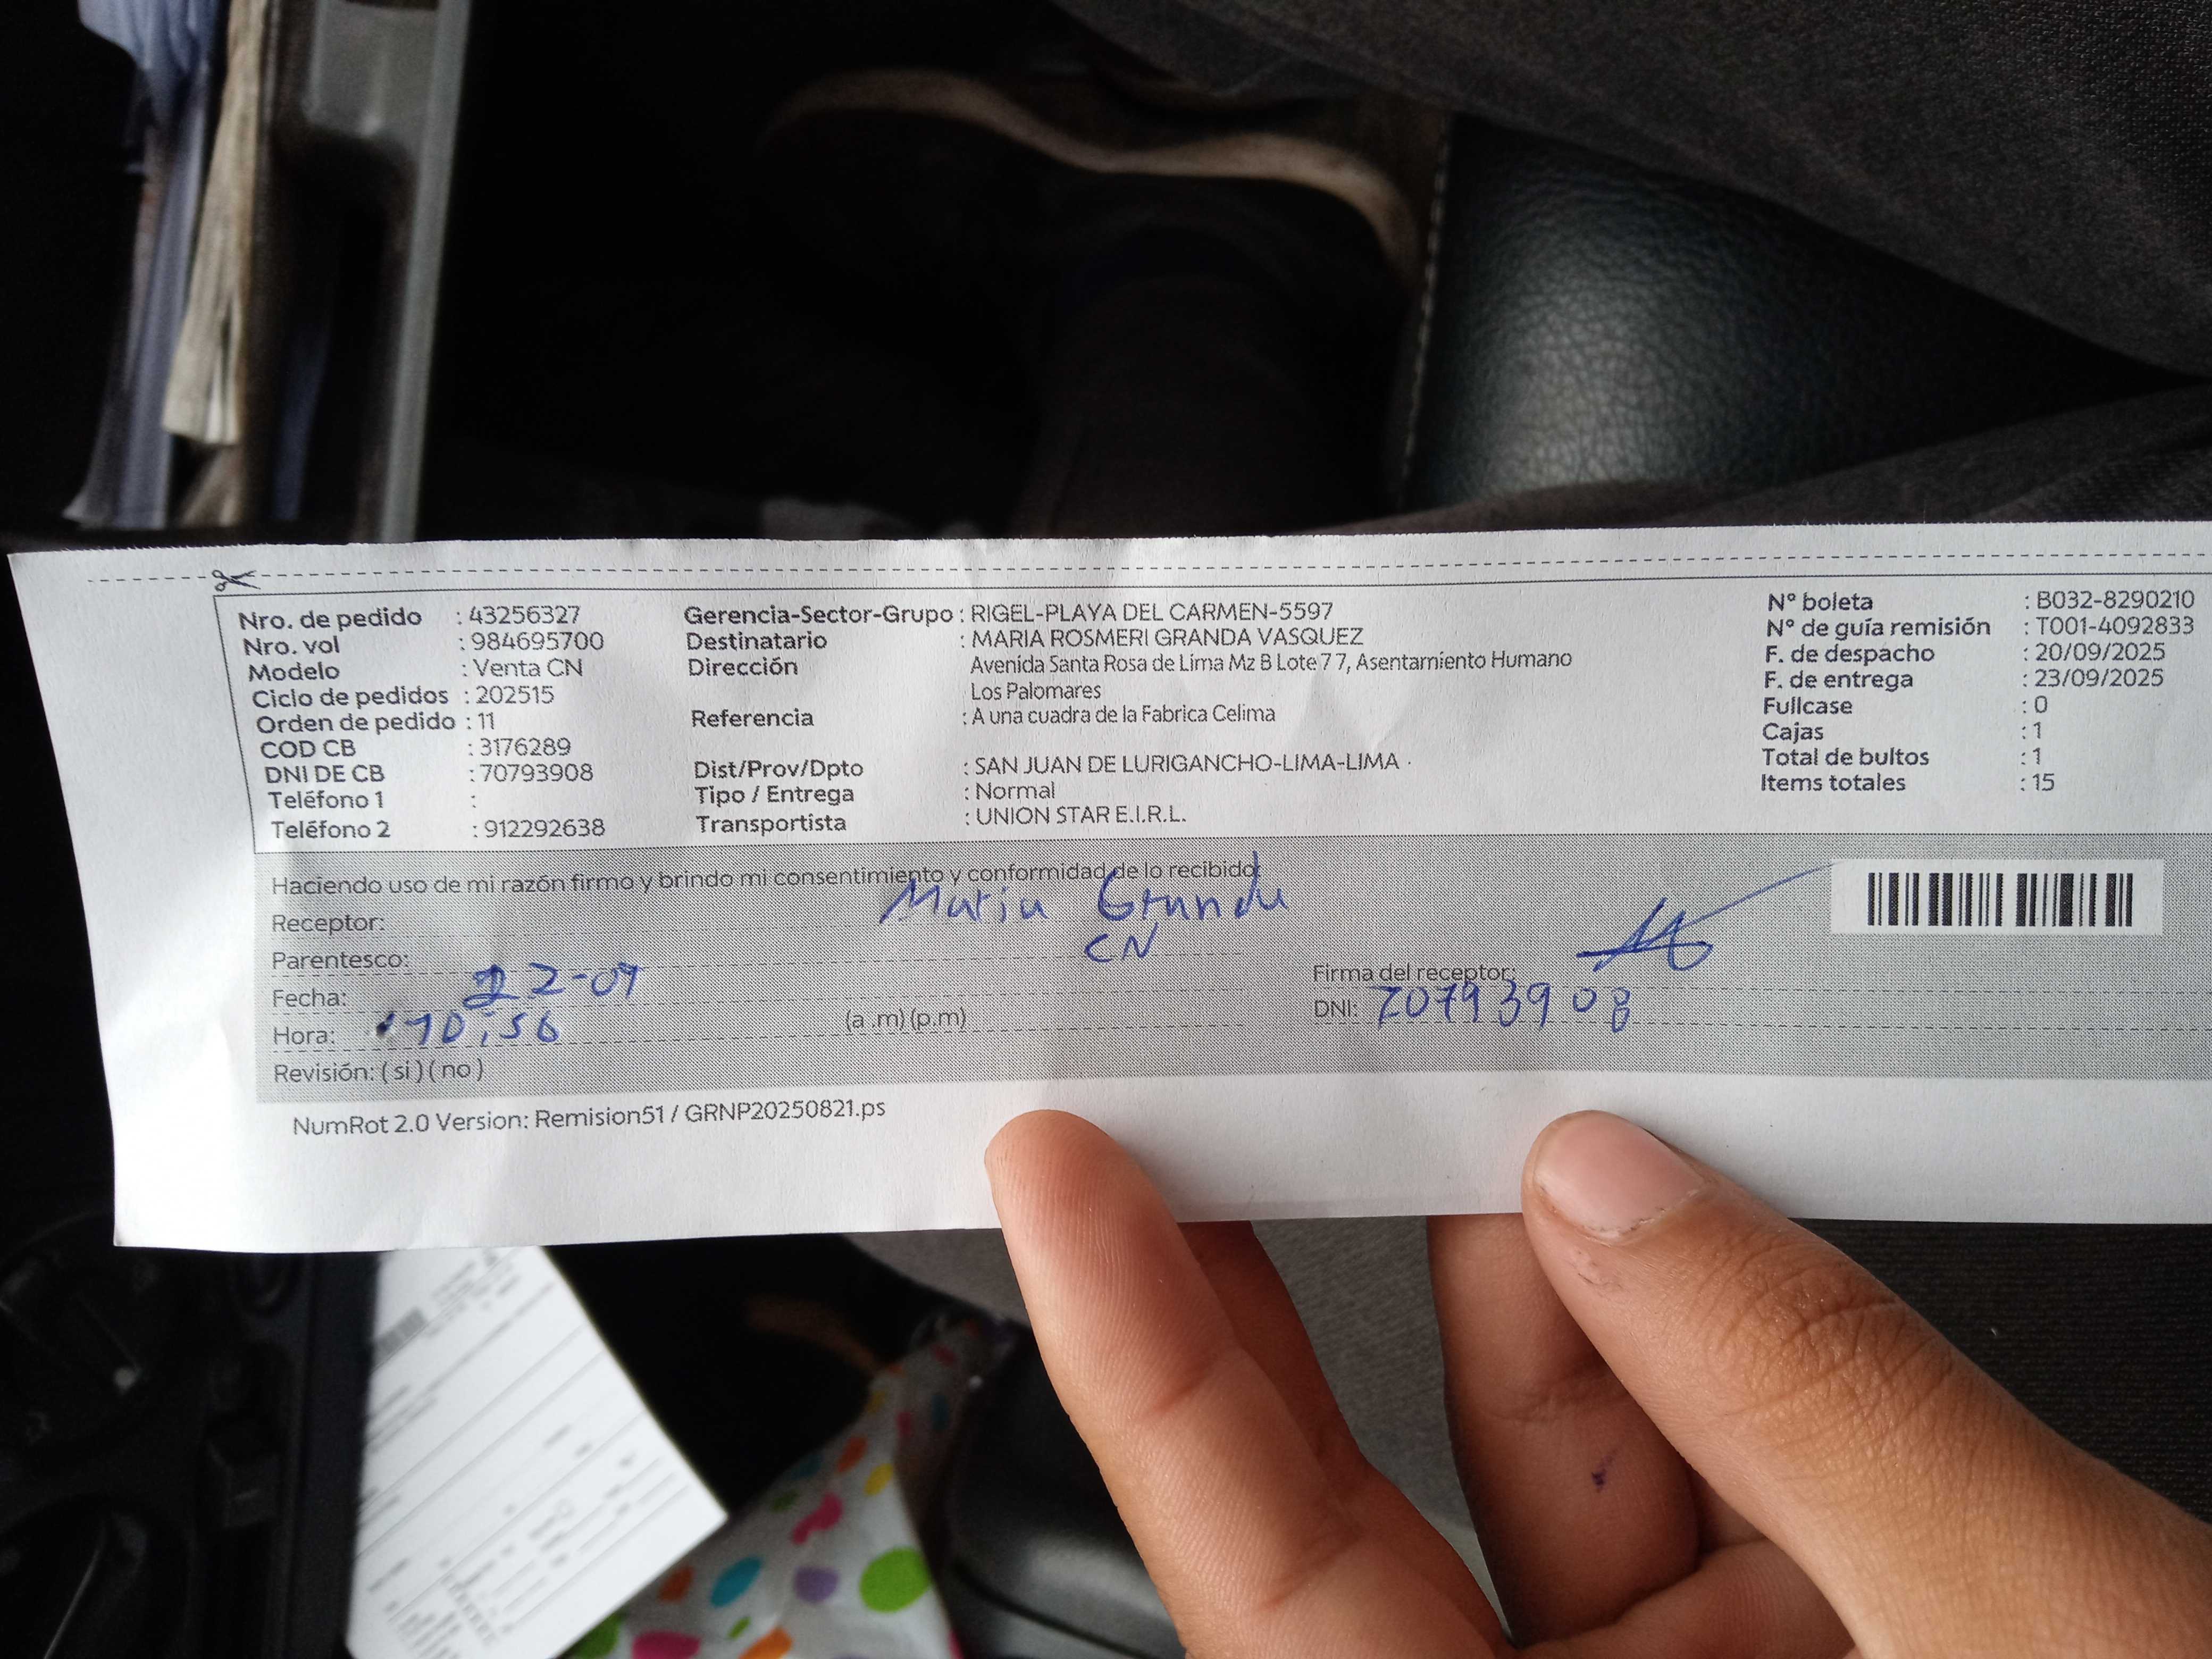 Nro. de pedido : 43256327
Nro. vol : 984695700
Modelo : Venta CN
Ciclo de pedidos : 202515
Orden de pedido : 11
COD CB : 3176289
DNI DE CB : 70793908
Teléfono 1 :
Teléfono 2 : 912292638
Gerencia-Sector-Grupo : RIGEL-PLAYA DEL CARMEN-5597
Destinatario : MARIA ROSMERI GRANDA VASQUEZ
Dirección Avenida Santa Rosa de Lima Mz B Lote 7 7, Asentamiento Humano
Los Palomares
Referencia : A una cuadra de la Fabrica Celima
Dist/Prov/Dpto : SAN JUAN DE LURIGANCHO-LIMA-LIMA
Tipo / Entrega : Normal
Transportista : UNION STAR E.I.R.L.
N° boleta : B032-8290210
N° de guía remisión : T001-4092833
F. de despacho : 20/09/2025
F. de entrega : 23/09/2025
Fullcase : 0
Cajas : 1
Total de bultos : 1
Items totales : 15
Haciendo uso de mi razón firmo y brindo mi consentimiento y conformidad de lo recibido:
Receptor: Maria Granda
Parentesco: CN
Fecha: 22-09
Hora: 10:56 (a .m) (p.m)
Revisión: ( si ) ( no )
Firma del receptor:
DNI: 70793908
NumRot 2.0 Version: Remision51 / GRNP20250821.ps